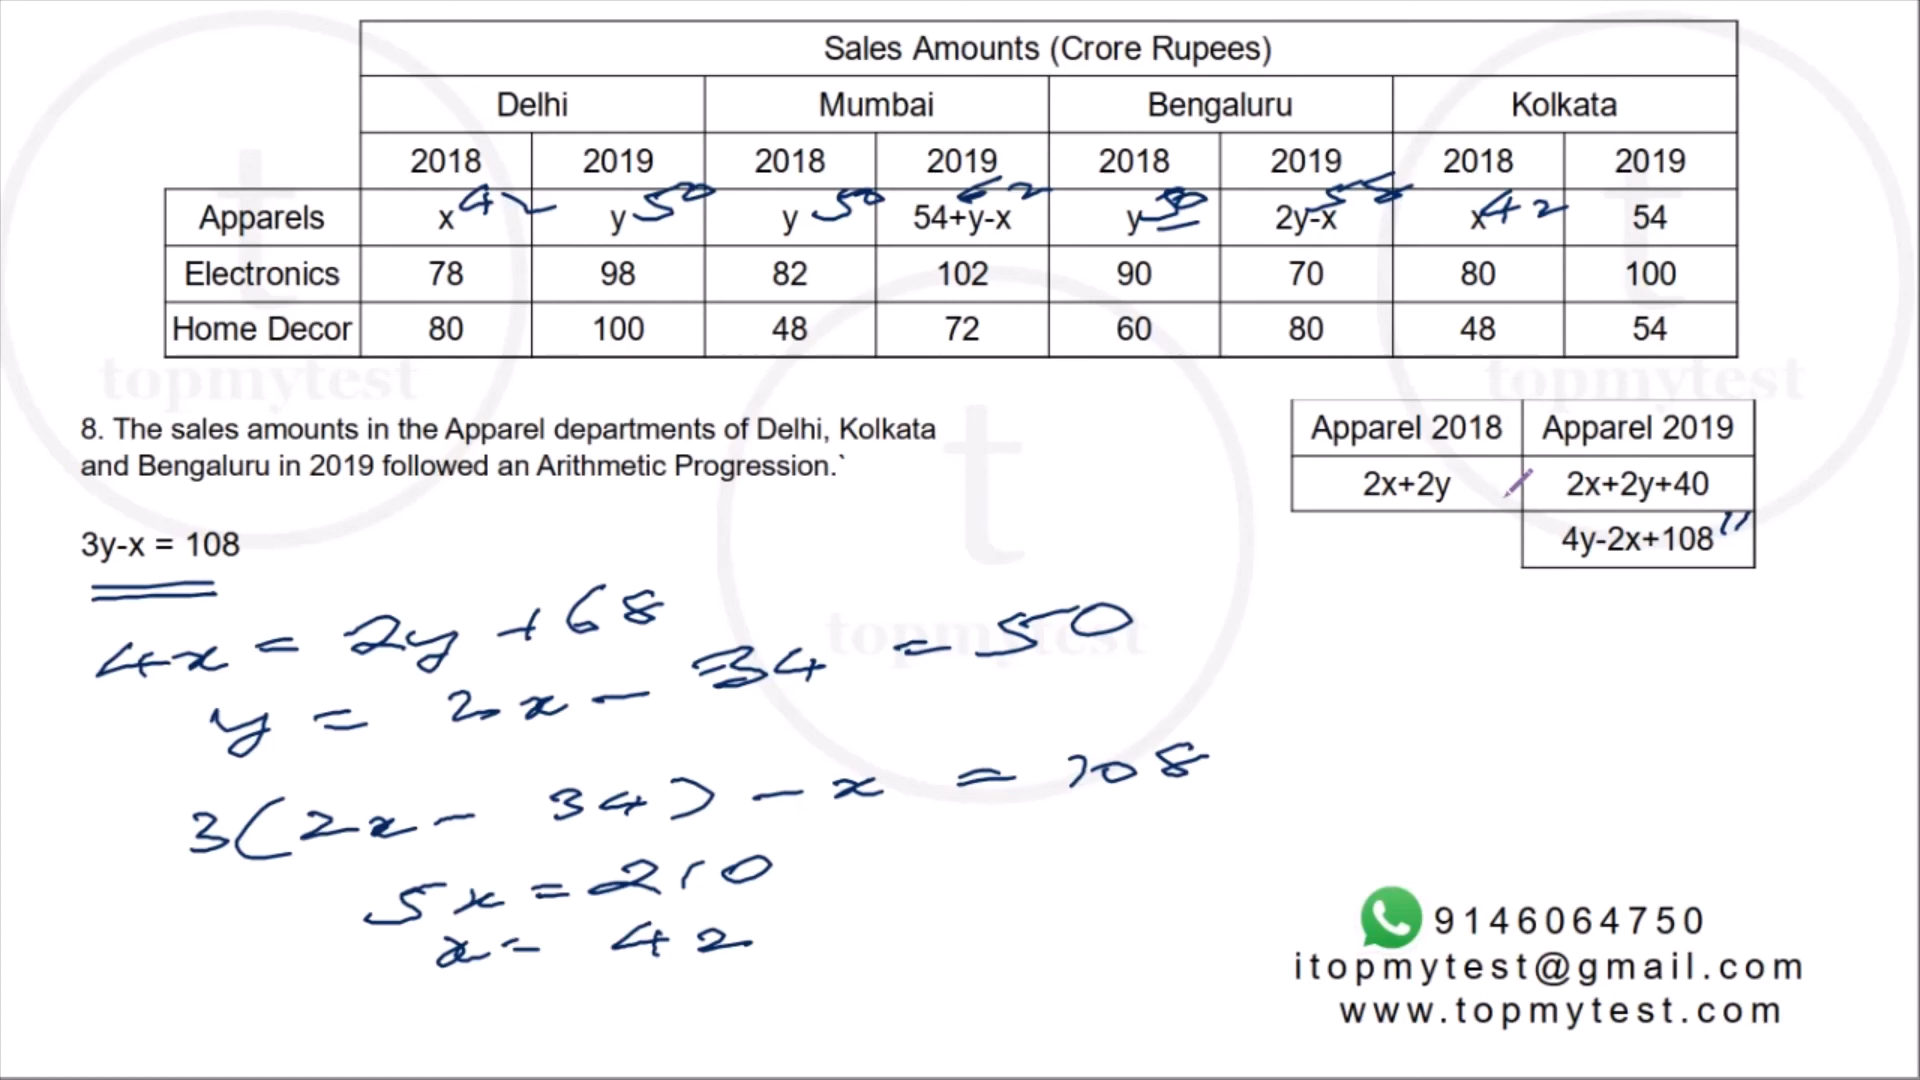 Sales Amounts (Crore Rupees)
Delhi Mumbai Bengaluru Kolkata
2018 2019 2018 2019 2018 2019 2018 2019
Apparels x 42 y 50 y 50 54+y-x 62 y 50 2y-x 58 x 42 54
Electronics 78 98 82 102 90 70 80 100
Home Decor 80 100 48 72 60 80 48 54
8. The sales amounts in the Apparel departments of Delhi, Kolkata
and Bengaluru in 2019 followed an Arithmetic Progression.`
Apparel 2018 Apparel 2019
2x+2y 2x+2y+40
4y-2x+108
3y-x = 108
4x = 2y + 68
y = 2x - 34 = 50
3(2x - 34) - x = 108
5x = 210
x = 42
9146064750
itopmytest@gmail.com
www.topmytest.com
t
topmytest
t
topmytest
t
topmytest